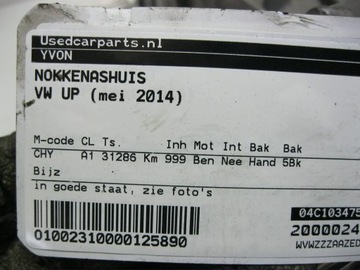 Usedcarparts.nl
YVON
NOKKENASHUIS
VW UP (mei 2014)
M-code CL Ts. Inh Mot Int Bak Bak
CHY A1 31286 Km 999 Ben Nee Hand 5Bk
Bijz
in goede staat, zie foto's
04C103475
O1002310000125890
2000024
WVWZZZAAZED